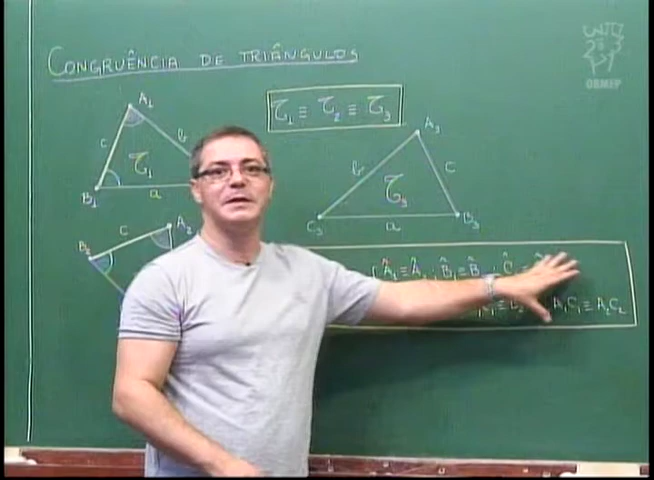 CONGRUÊNCIA DE TRIÂNGULOS
OBMEP
A₁
c
b
τ₁
B₁
a
τ₁ ≡ τ₂ ≡ τ₃
A₃
b
c
τ₃
C₃
a
B₃
B₂
c
A₂
Â₁ ≡ Â₂, B̂₁ ≡ B̂ Ĉ
A₁C₁ ≡ A₂C₂